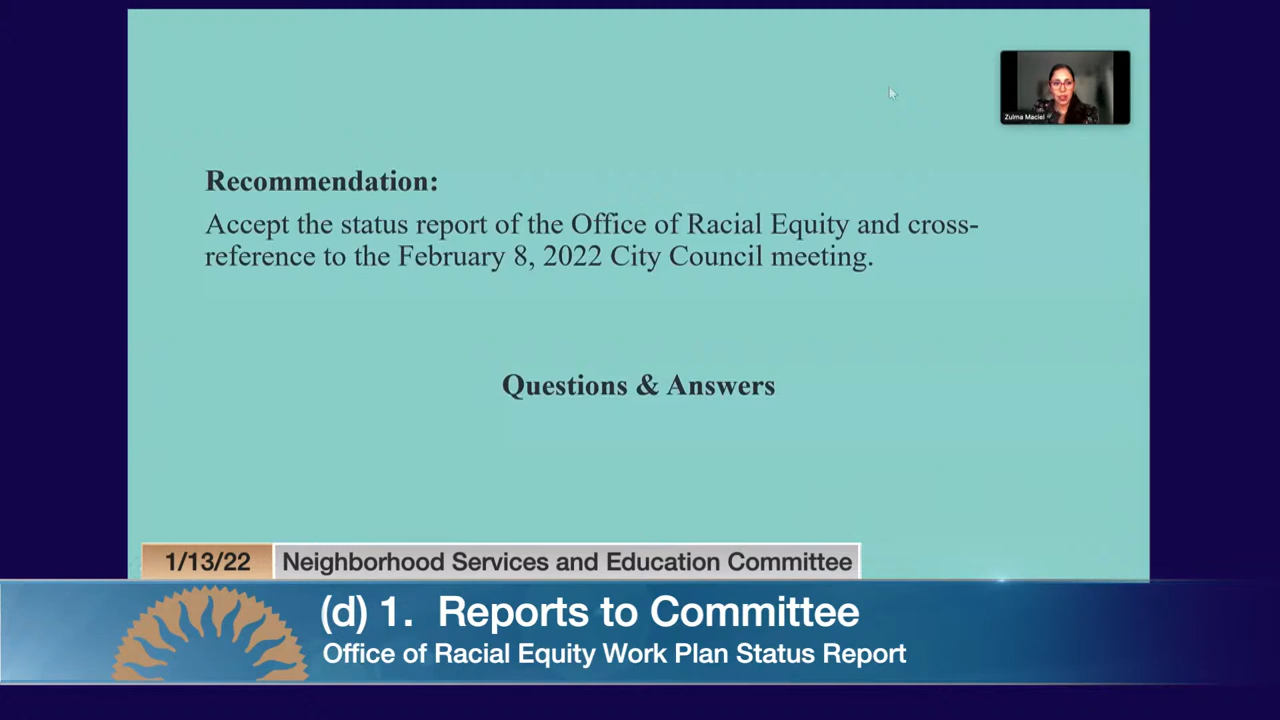 Zulma Maciel
Recommendation:
Accept the status report of the Office of Racial Equity and cross-
reference to the February 8, 2022 City Council meeting.
Questions & Answers
1/13/22 Neighborhood Services and Education Committee
(d) 1. Reports to Committee
Office of Racial Equity Work Plan Status Report